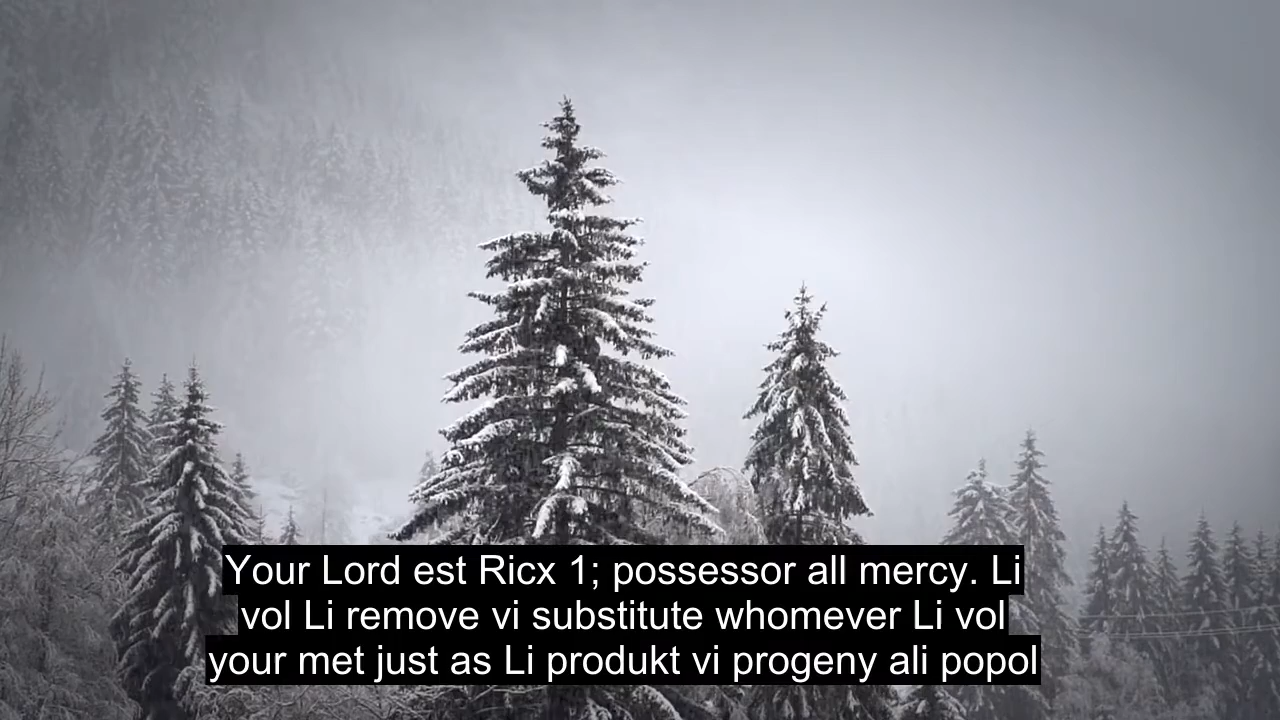 Your Lord est Ricx 1; possessor all mercy. Li
vol Li remove vi substitute whomever Li vol
your met just as Li produkt vi progeny ali popol